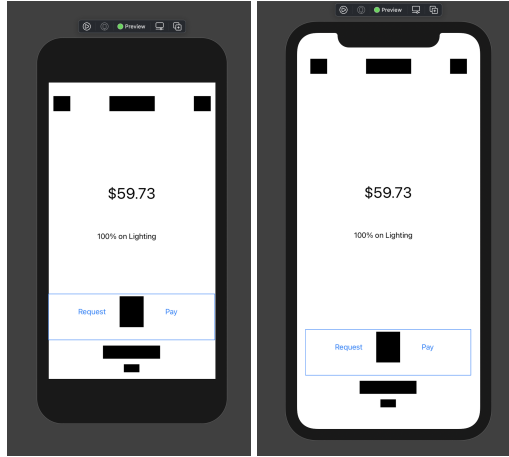 Preview
$59.73
100% on Lighting
Request Pay
Preview
$59.73
100% on Lighting
Request Pay